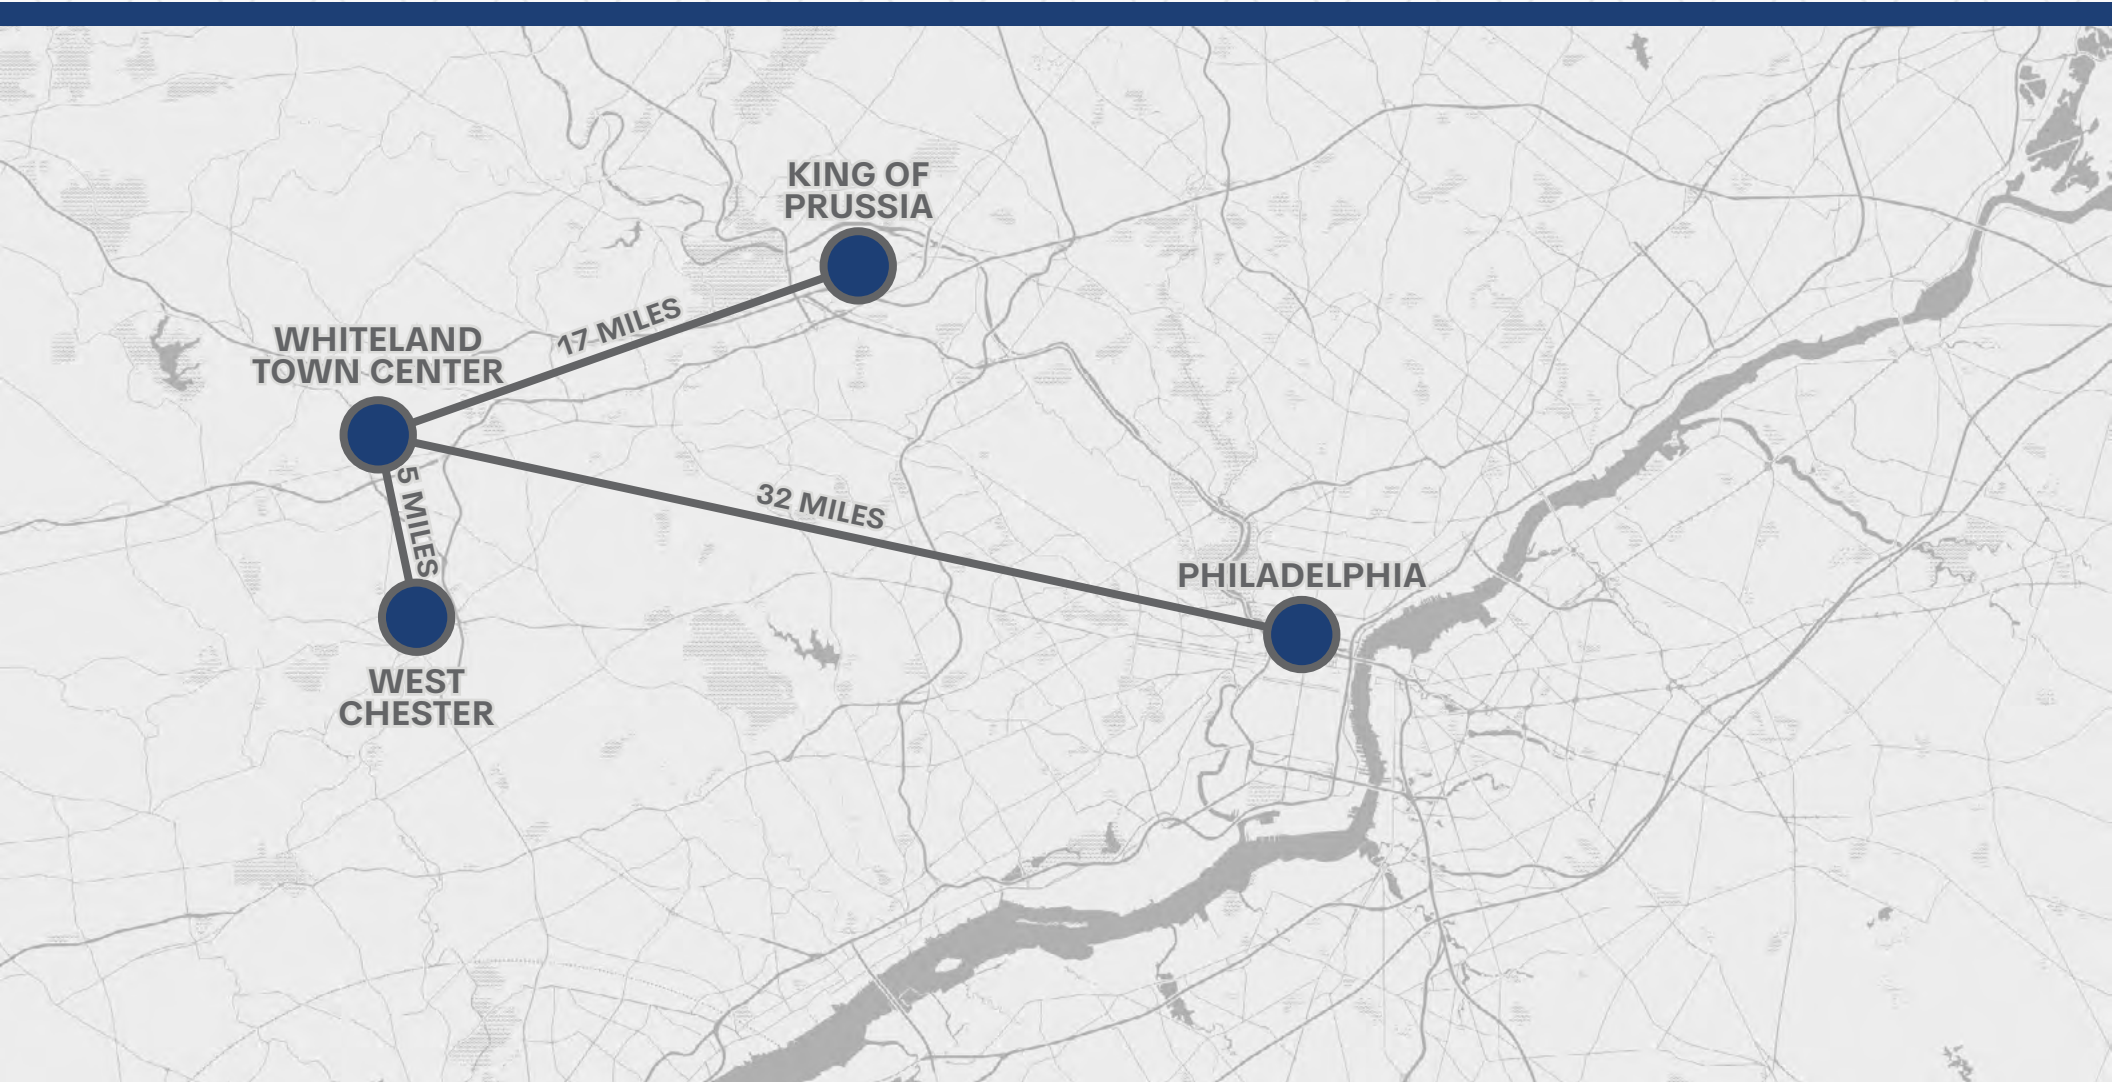 KING OF
PRUSSIA
17 MILES
WHITELAND
TOWN CENTER
5 MILES
32 MILES
PHILADELPHIA
WEST
CHESTER